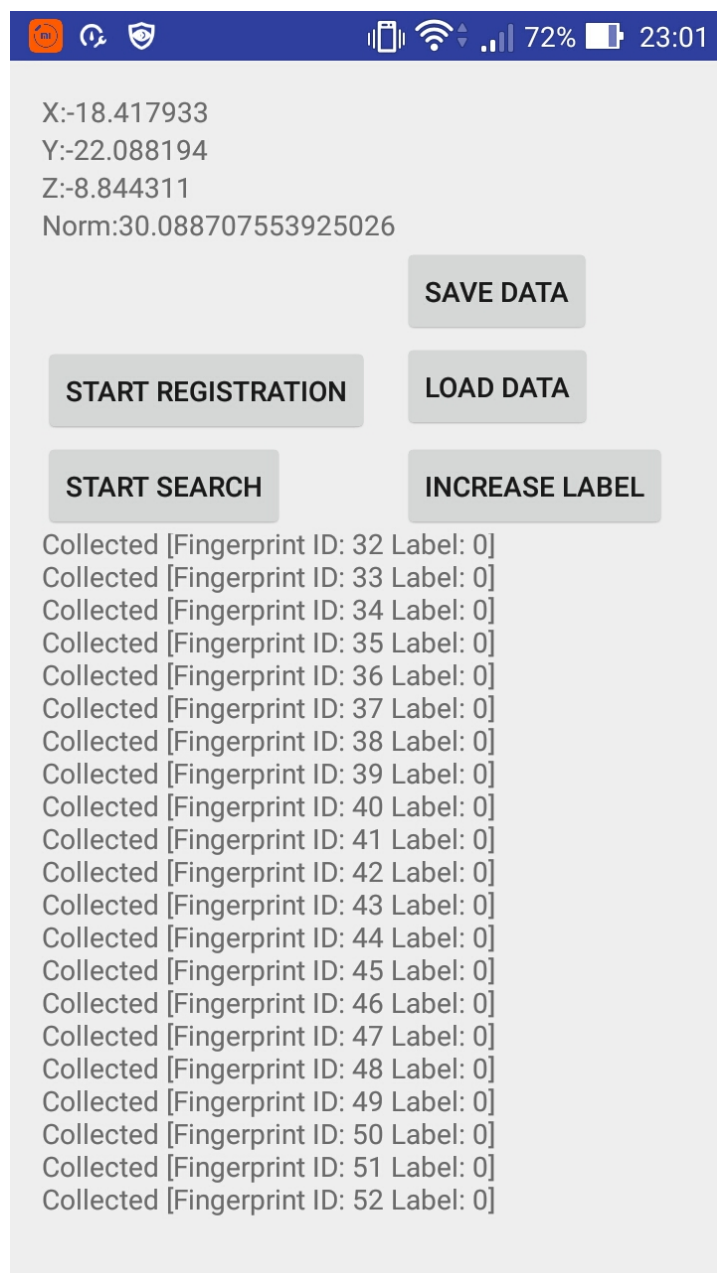 mi 72% 23:01
X:-18.417933
Y:-22.088194
Z:-8.844311
Norm:30.088707553925026
SAVE DATA
START REGISTRATION LOAD DATA
START SEARCH INCREASE LABEL
Collected [Fingerprint ID: 32 Label: 0]
Collected [Fingerprint ID: 33 Label: 0]
Collected [Fingerprint ID: 34 Label: 0]
Collected [Fingerprint ID: 35 Label: 0]
Collected [Fingerprint ID: 36 Label: 0]
Collected [Fingerprint ID: 37 Label: 0]
Collected [Fingerprint ID: 38 Label: 0]
Collected [Fingerprint ID: 39 Label: 0]
Collected [Fingerprint ID: 40 Label: 0]
Collected [Fingerprint ID: 41 Label: 0]
Collected [Fingerprint ID: 42 Label: 0]
Collected [Fingerprint ID: 43 Label: 0]
Collected [Fingerprint ID: 44 Label: 0]
Collected [Fingerprint ID: 45 Label: 0]
Collected [Fingerprint ID: 46 Label: 0]
Collected [Fingerprint ID: 47 Label: 0]
Collected [Fingerprint ID: 48 Label: 0]
Collected [Fingerprint ID: 49 Label: 0]
Collected [Fingerprint ID: 50 Label: 0]
Collected [Fingerprint ID: 51 Label: 0]
Collected [Fingerprint ID: 52 Label: 0]